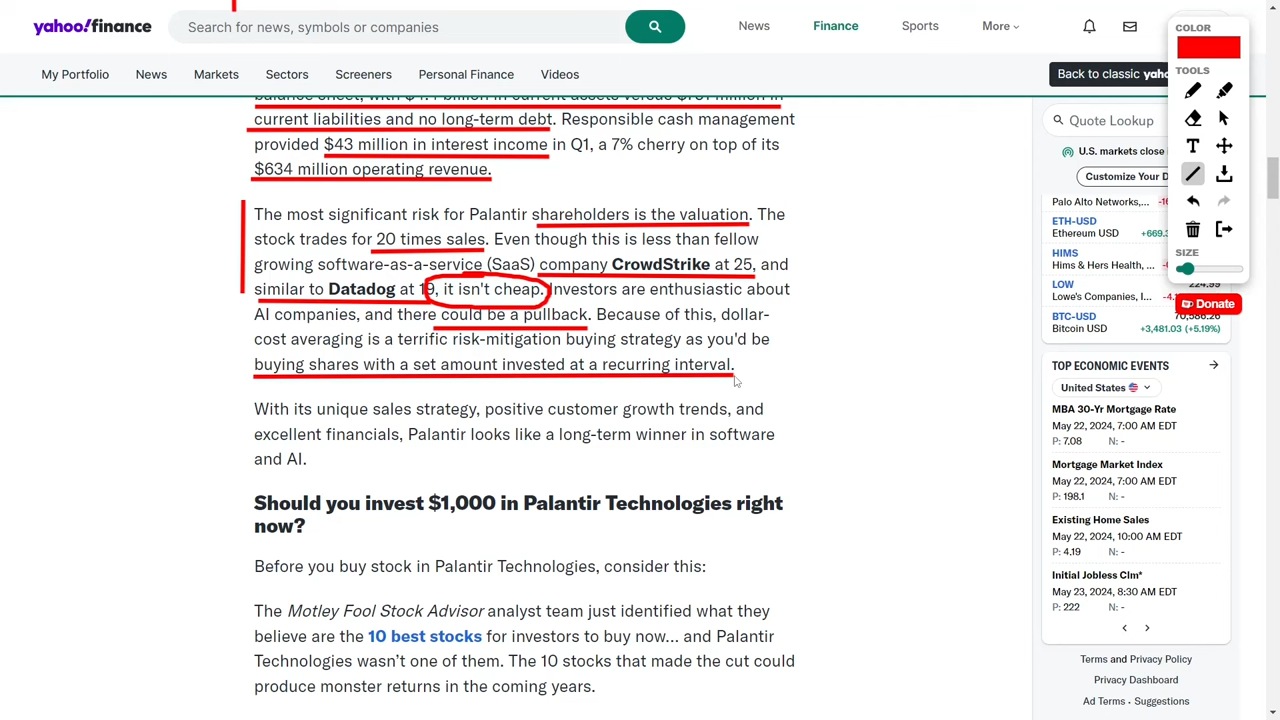 yahoo!finance
Search for news, symbols or companies
News
Finance
Sports
More
My Portfolio
News
Markets
Sectors
Screeners
Personal Finance
Videos
Back to classic
current liabilities and no long-term debt. Responsible cash management
provided $43 million in interest income in Q1, a 7% cherry on top of its
$634 million operating revenue.
The most significant risk for Palantir shareholders is the valuation. The
stock trades for 20 times sales. Even though this is less than fellow
growing software-as-a-service (SaaS) company CrowdStrike at 25, and
similar to Datadog at 19, it isn't cheap. Investors are enthusiastic about
AI companies, and there could be a pullback. Because of this, dollar-
cost averaging is a terrific risk-mitigation buying strategy as you'd be
buying shares with a set amount invested at a recurring interval.
With its unique sales strategy, positive customer growth trends, and
excellent financials, Palantir looks like a long-term winner in software
and AI.
Should you invest $1,000 in Palantir Technologies right
now?
Before you buy stock in Palantir Technologies, consider this:
The Motley Fool Stock Advisor analyst team just identified what they
believe are the 10 best stocks for investors to buy now… and Palantir
Technologies wasn't one of them. The 10 stocks that made the cut could
produce monster returns in the coming years.
Quote Lookup
U.S. markets close
Customize Your
Palo Alto Networks,...
ETH-USD
Ethereum USD
HIMS
Hims & Hers Health, ...
LOW
Lowe's Companies, I...
BTC-USD
Bitcoin USD
+3,481.03 (+5.19%)
TOP ECONOMIC EVENTS
United States
MBA 30-Yr Mortgage Rate
May 22, 2024, 7:00 AM EDT
P: 7.08 N: -
Mortgage Market Index
May 22, 2024, 7:00 AM EDT
P: 198.1 N: -
Existing Home Sales
May 22, 2024, 10:00 AM EDT
P: 4.19 N: -
Initial Jobless Clm*
May 23, 2024, 8:30 AM EDT
P: 222 N: -
Terms and Privacy Policy
Privacy Dashboard
Ad Terms • Suggestions
COLOR
TOOLS
T
SIZE
Donate